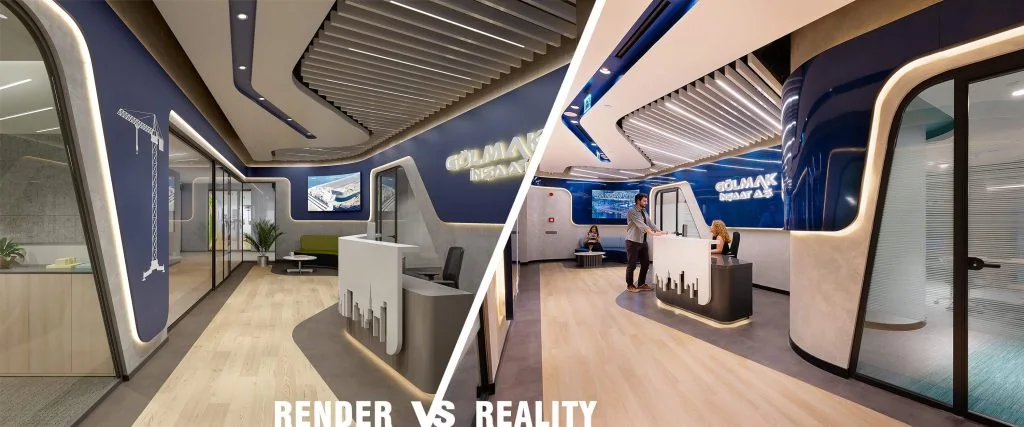 GÖLMAK
İNŞAAT
GÖLMAK
İNŞAAT A.Ş
RENDER VS REALITY